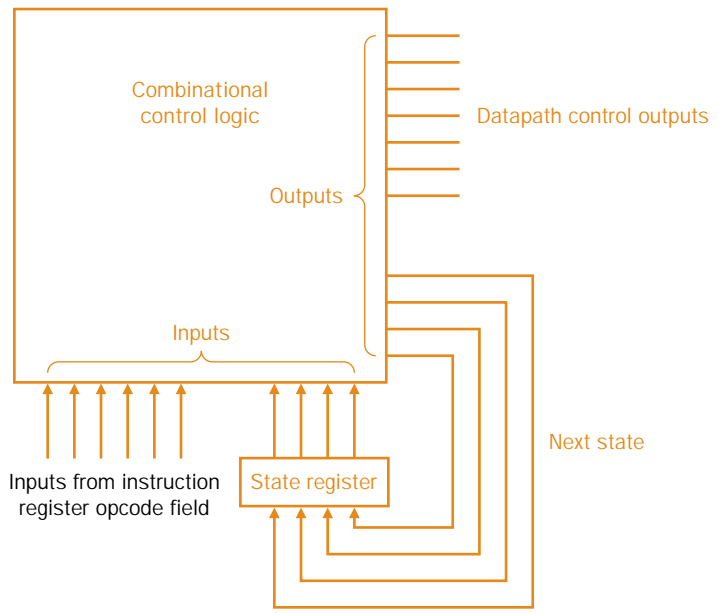 Combinational
control logic
Datapath control outputs
Outputs
Inputs
Next state
Inputs from instruction
register opcode field
State register